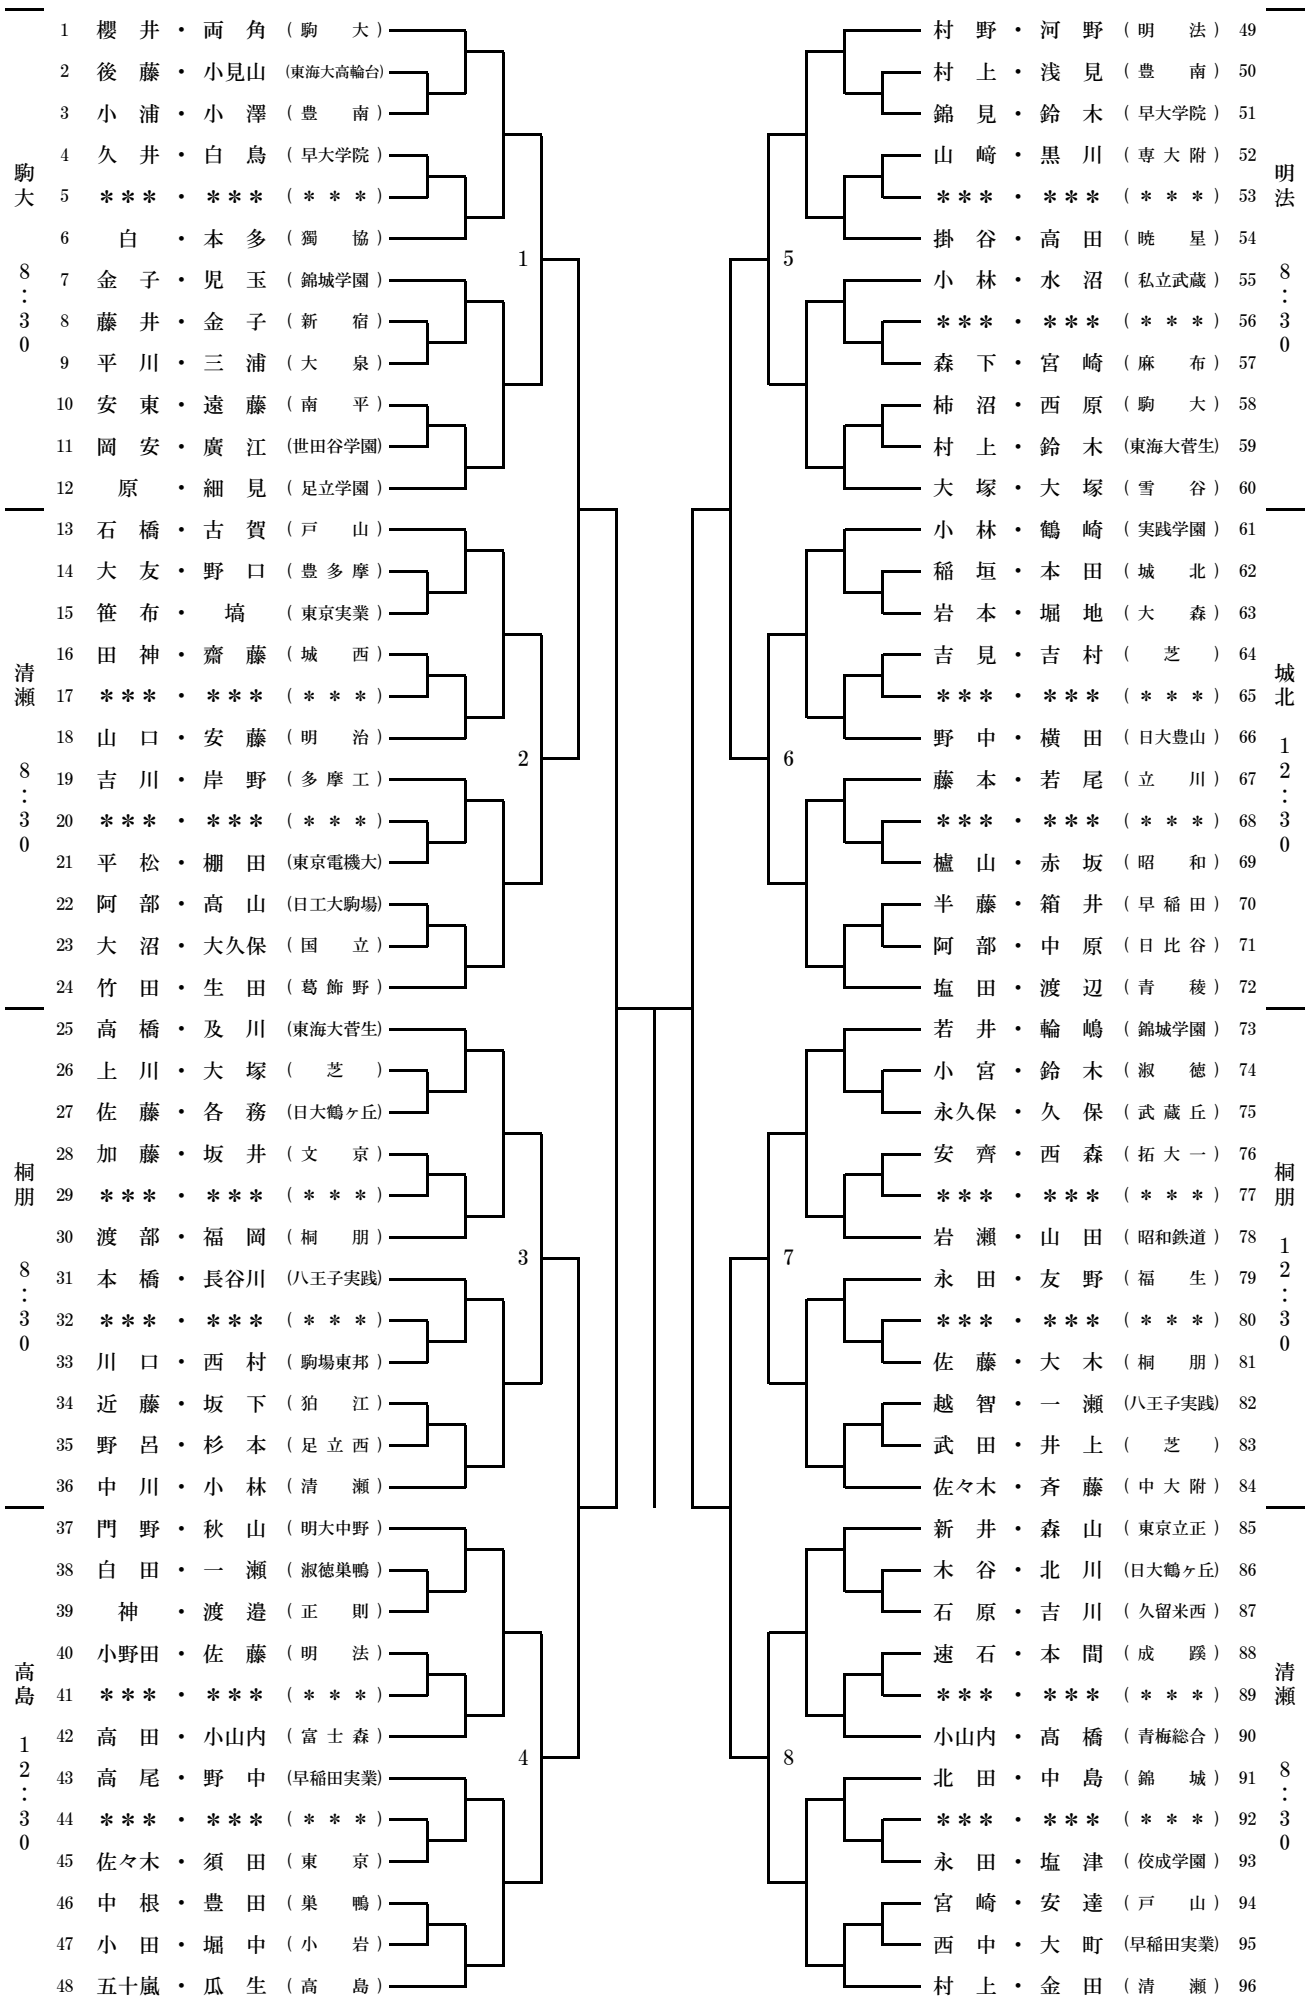 駒大 8:30
1 櫻井・両角 (駒大)
2 後藤・小見山 (東海大高輪台)
3 小浦・小澤 (豊南)
4 久井・白鳥 (早大学院)
5 ***・*** (***)
6 白・本多 (獨協)
7 金子・児玉 (錦城学園)
8 藤井・金子 (新宿)
9 平川・三浦 (大泉)
10 安東・遠藤 (南平)
11 岡安・廣江 (世田谷学園)
12 原・細見 (足立学園)
1
清瀬 8:30
13 石橋・古賀 (戸山)
14 大友・野口 (豊多摩)
15 笹布・塙 (東京実業)
16 田神・齋藤 (城西)
17 ***・*** (***)
18 山口・安藤 (明治)
19 吉川・岸野 (多摩工)
20 ***・*** (***)
21 平松・棚田 (東京電機大)
22 阿部・髙山 (日工大駒場)
23 大沼・大久保 (国立)
24 竹田・生田 (葛飾野)
2
桐朋 8:30
25 高橋・及川 (東海大菅生)
26 上川・大塚 (芝)
27 佐藤・各務 (日大鶴ヶ丘)
28 加藤・坂井 (文京)
29 ***・*** (***)
30 渡部・福岡 (桐朋)
31 本橋・長谷川 (八王子実践)
32 ***・*** (***)
33 川口・西村 (駒場東邦)
34 近藤・坂下 (狛江)
35 野呂・杉本 (足立西)
36 中川・小林 (清瀬)
3
高島 12:30
37 門野・秋山 (明大中野)
38 白田・一瀬 (淑徳巣鴨)
39 神・渡邉 (正則)
40 小野田・佐藤 (明法)
41 ***・*** (***)
42 高田・小山内 (富士森)
43 高尾・野中 (早稲田実業)
44 ***・*** (***)
45 佐々木・須田 (東京)
46 中根・豊田 (巣鴨)
47 小田・堀中 (小岩)
48 五十嵐・瓜生 (高島)
4
明法 8:30
村野・河野 (明法) 49
村上・浅見 (豊南) 50
錦見・鈴木 (早大学院) 51
山﨑・黒川 (専大附) 52
***・*** (***) 53
掛谷・高田 (暁星) 54
小林・水沼 (私立武蔵) 55
***・*** (***) 56
森下・宮崎 (麻布) 57
柿沼・西原 (駒大) 58
村上・鈴木 (東海大菅生) 59
大塚・大塚 (雪谷) 60
5
城北 12:30
小林・鶴崎 (実践学園) 61
稲垣・本田 (城北) 62
岩本・堀地 (大森) 63
吉見・吉村 (芝) 64
***・*** (***) 65
野中・横田 (日大豊山) 66
藤本・若尾 (立川) 67
***・*** (***) 68
櫨山・赤坂 (昭和) 69
半藤・箱井 (早稲田) 70
阿部・中原 (日比谷) 71
塩田・渡辺 (青稜) 72
6
桐朋 12:30
若井・輪嶋 (錦城学園) 73
小宮・鈴木 (淑徳) 74
永久保・久保 (武蔵丘) 75
安齊・西森 (拓大一) 76
***・*** (***) 77
岩瀬・山田 (昭和鉄道) 78
永田・友野 (福生) 79
***・*** (***) 80
佐藤・大木 (桐朋) 81
越智・一瀬 (八王子実践) 82
武田・井上 (芝) 83
佐々木・斉藤 (中大附) 84
7
清瀬 8:30
新井・森山 (東京立正) 85
木谷・北川 (日大鶴ヶ丘) 86
石原・吉川 (久留米西) 87
速石・本間 (成蹊) 88
***・*** (***) 89
小山内・髙橋 (青梅総合) 90
北田・中島 (錦城) 91
***・*** (***) 92
永田・塩津 (佼成学園) 93
宮崎・安達 (戸山) 94
西中・大町 (早稲田実業) 95
村上・金田 (清瀬) 96
8